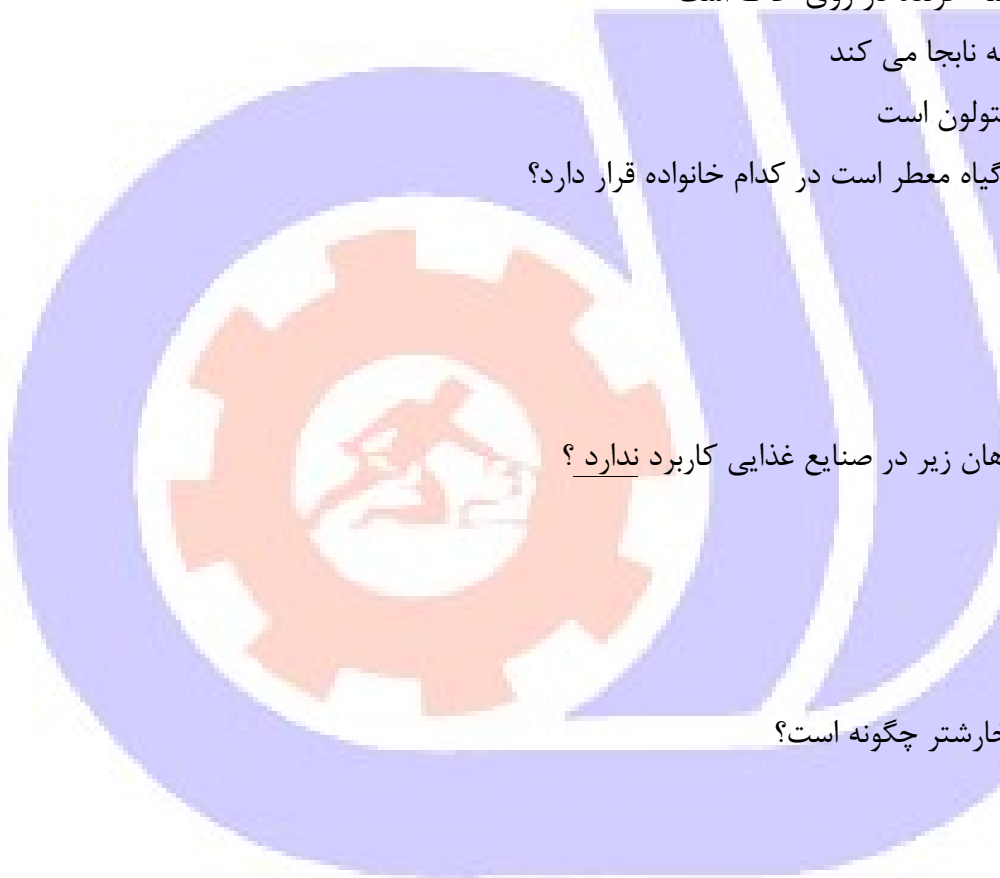 ه نابجا می کند
تولون است
گیاه معطر است در کدام خانواده قرار دارد؟
هان زیر در صنایع غذایی کاربرد ندارد ؟
خارشتر چگونه است؟